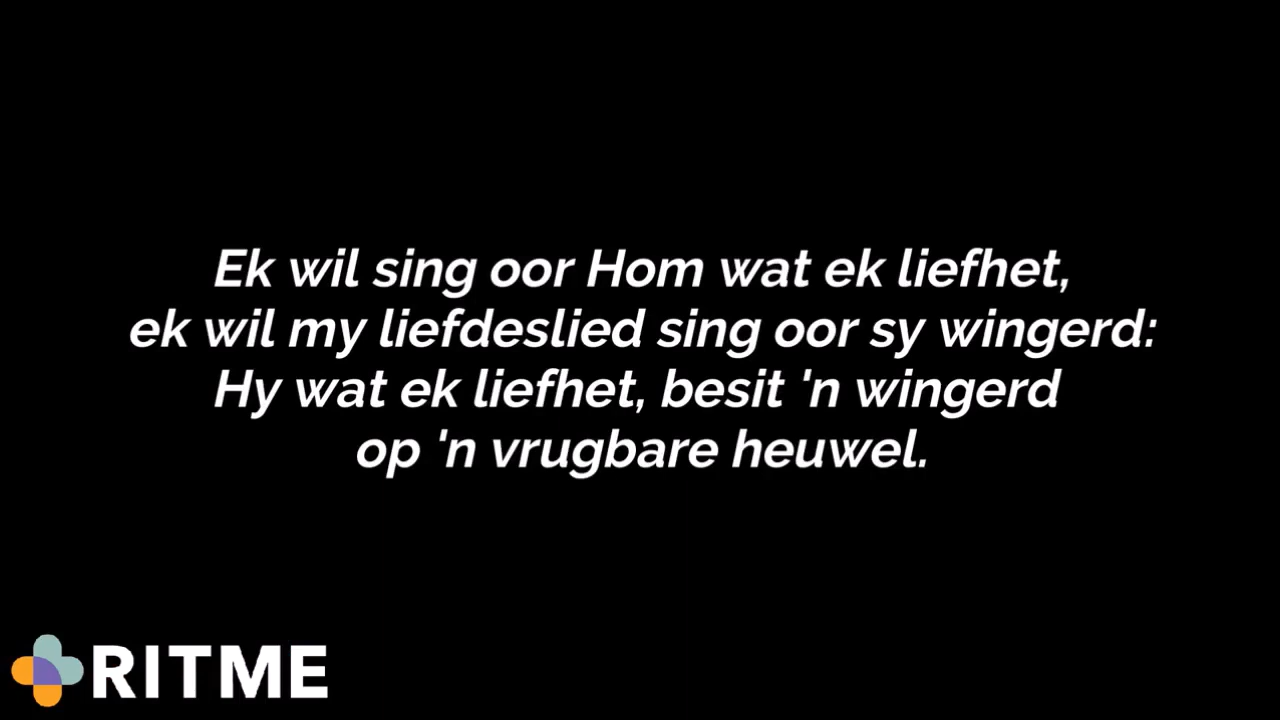 Ek wil sing oor Hom wat ek liefhet,
ek wil my liefdeslied sing oor sy wingerd:
Hy wat ek liefhet, besit 'n wingerd
op 'n vrugbare heuwel.
RITME